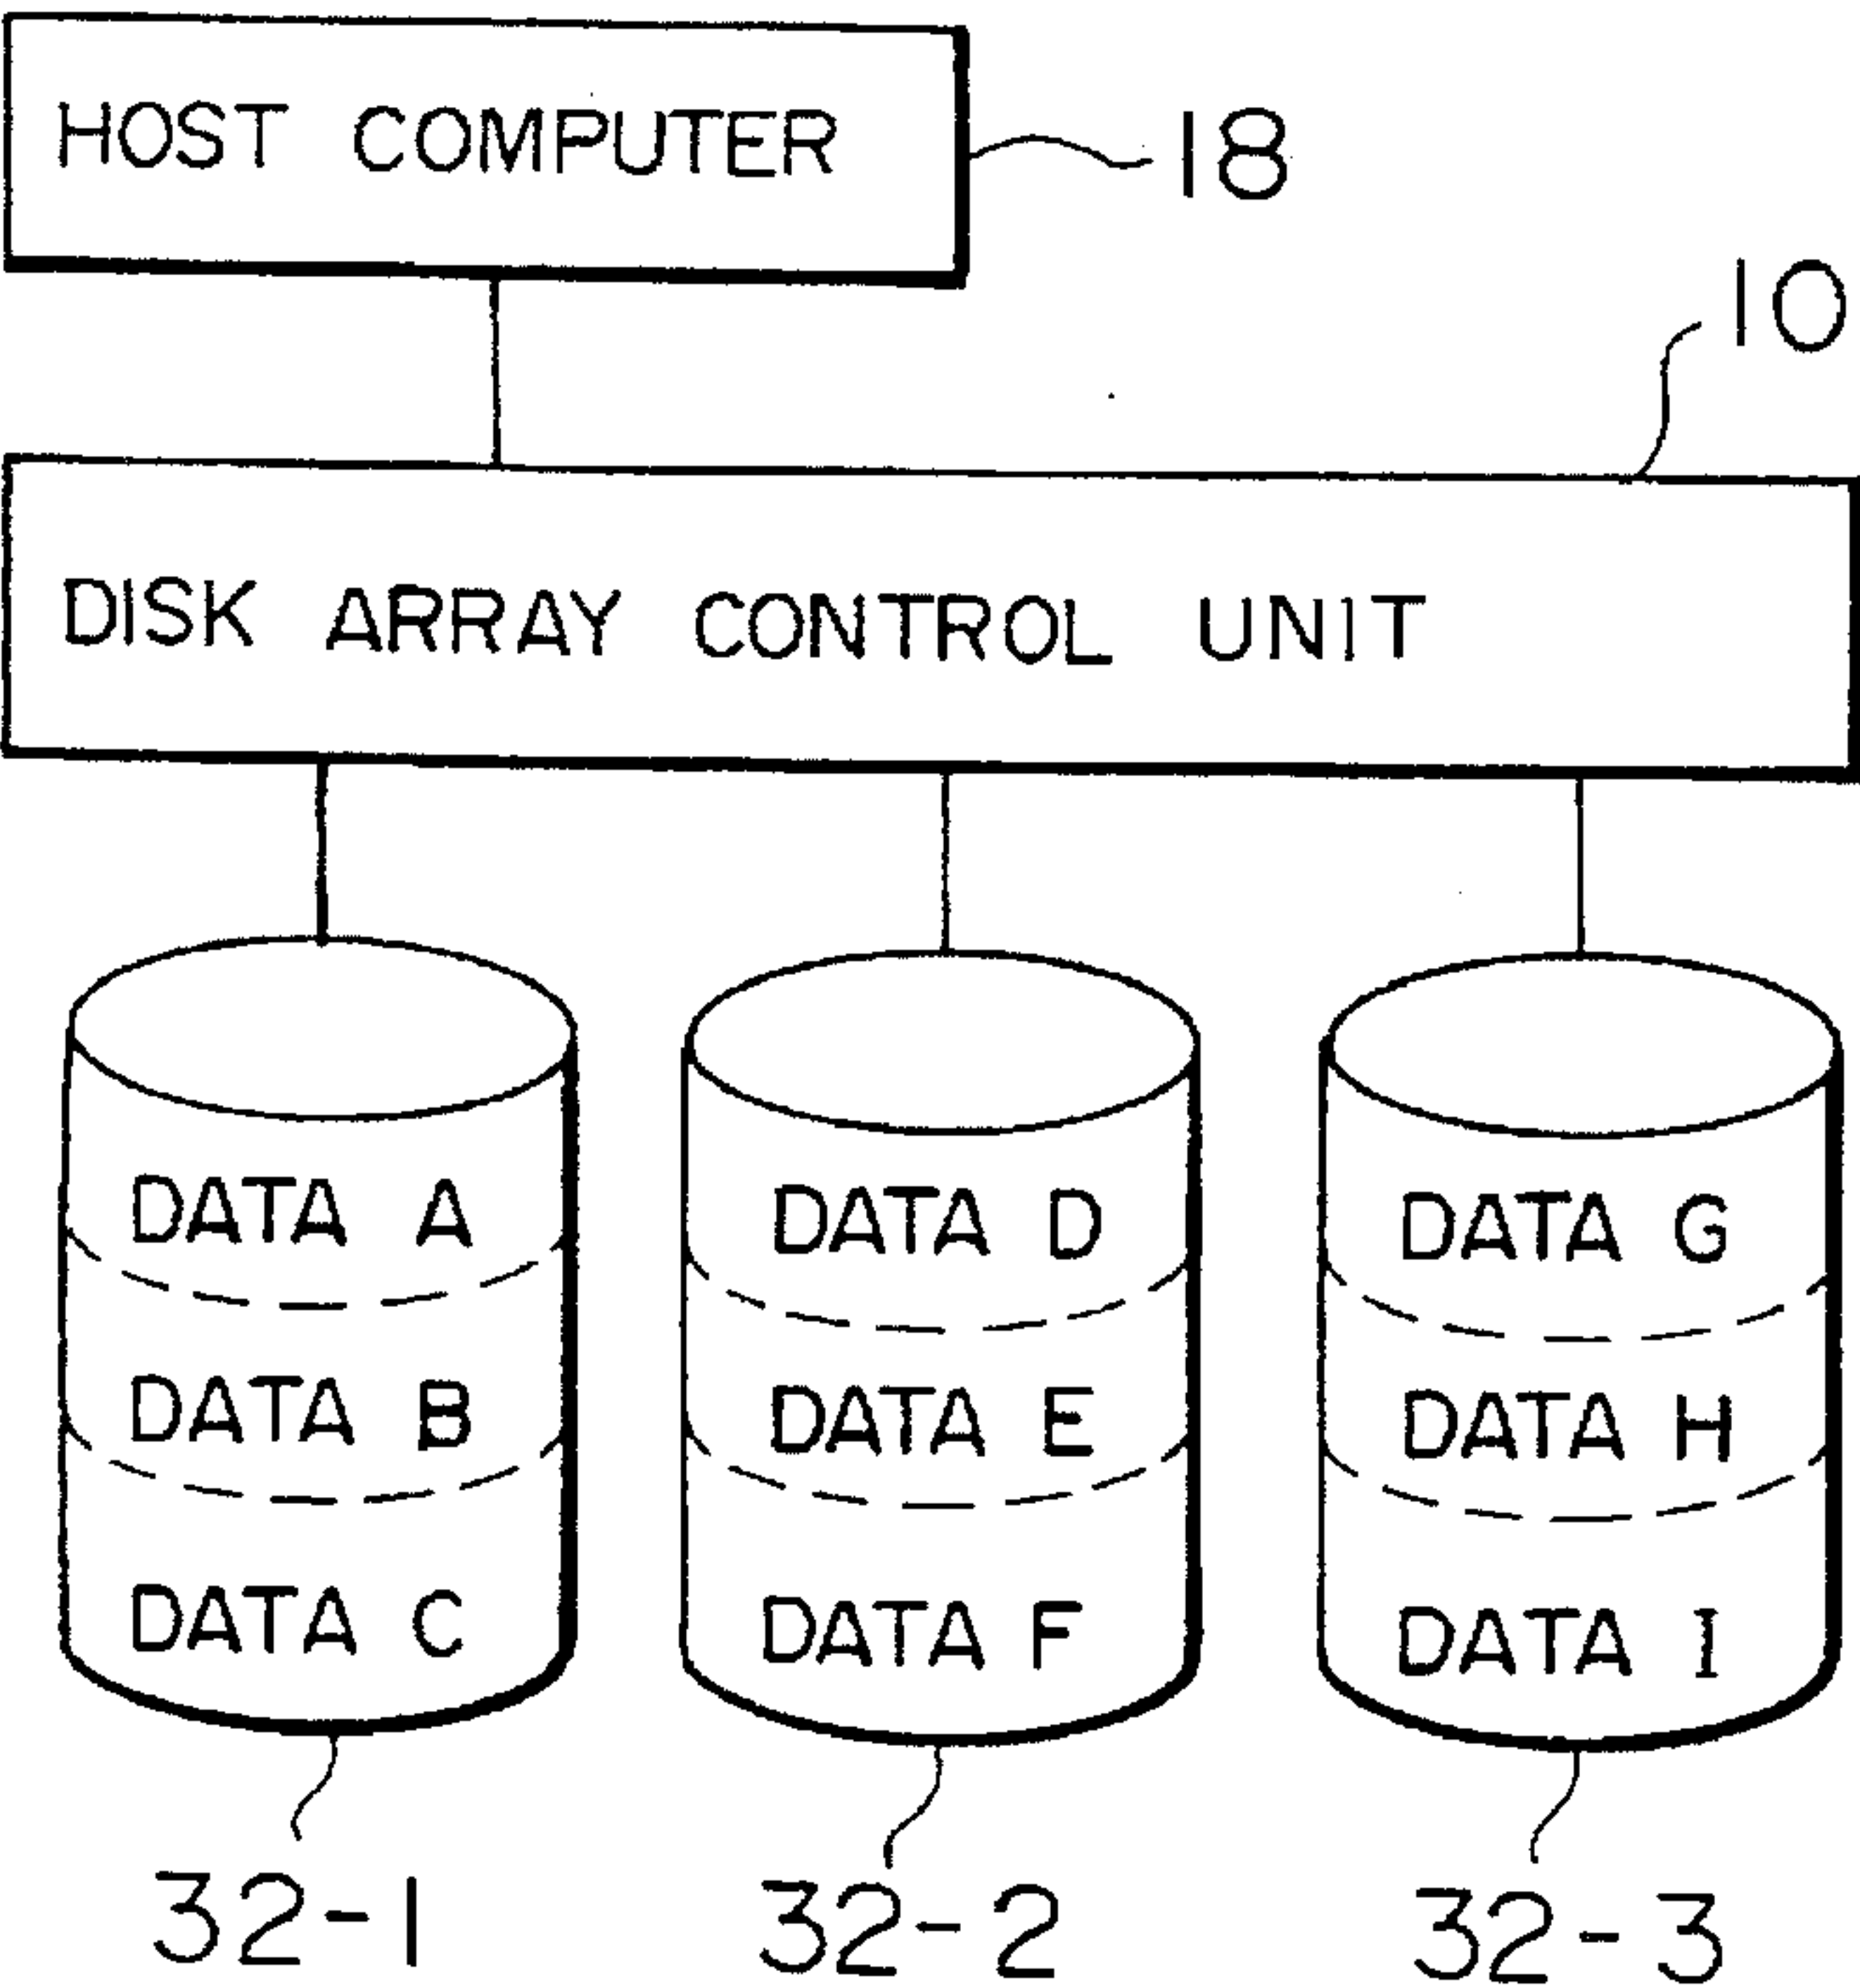 HOST COMPUTER
18
10
DISK ARRAY CONTROL UNIT
DATA A
DATA D
DATA G
DATA B
DATA E
DATA H
DATA C
DATA F
DATA I
32-1
32-2
32-3